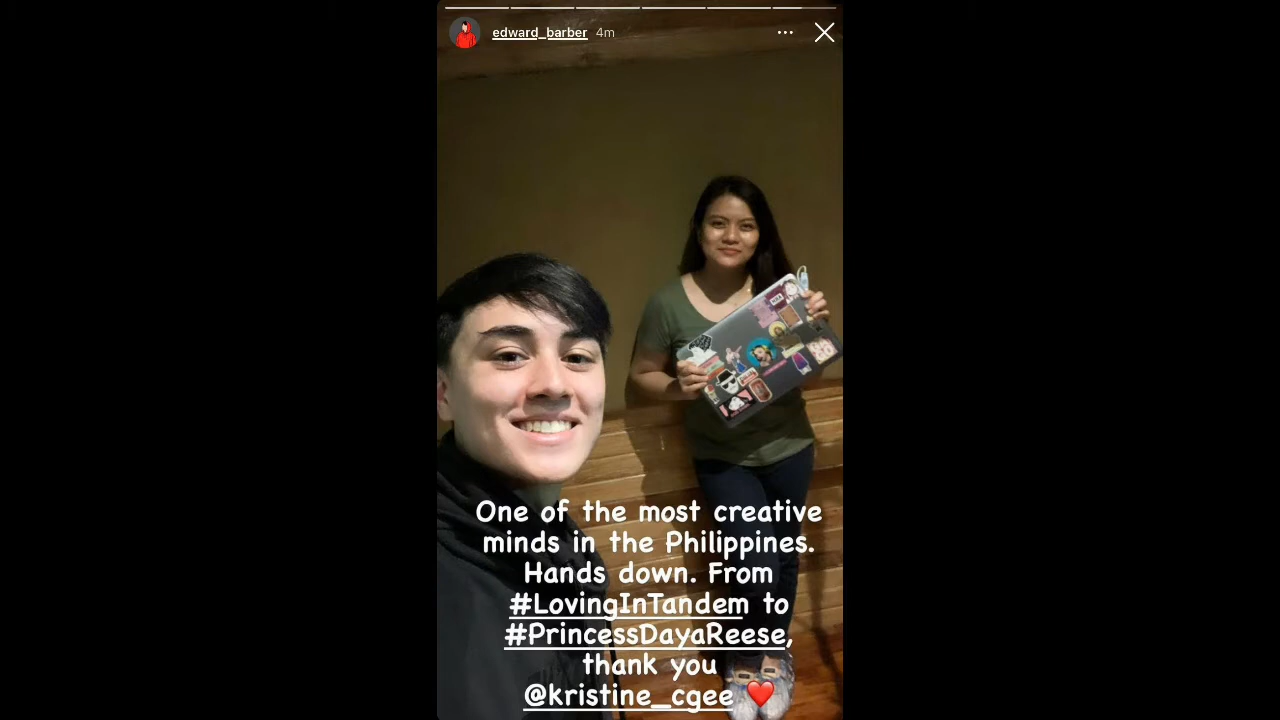 edward_barber 4m
One of the most creative
minds in the Philippines.
Hands down. From
#LovingInTandem to
#PrincessDayaReese,
thank you
@kristine_cgee ❤️